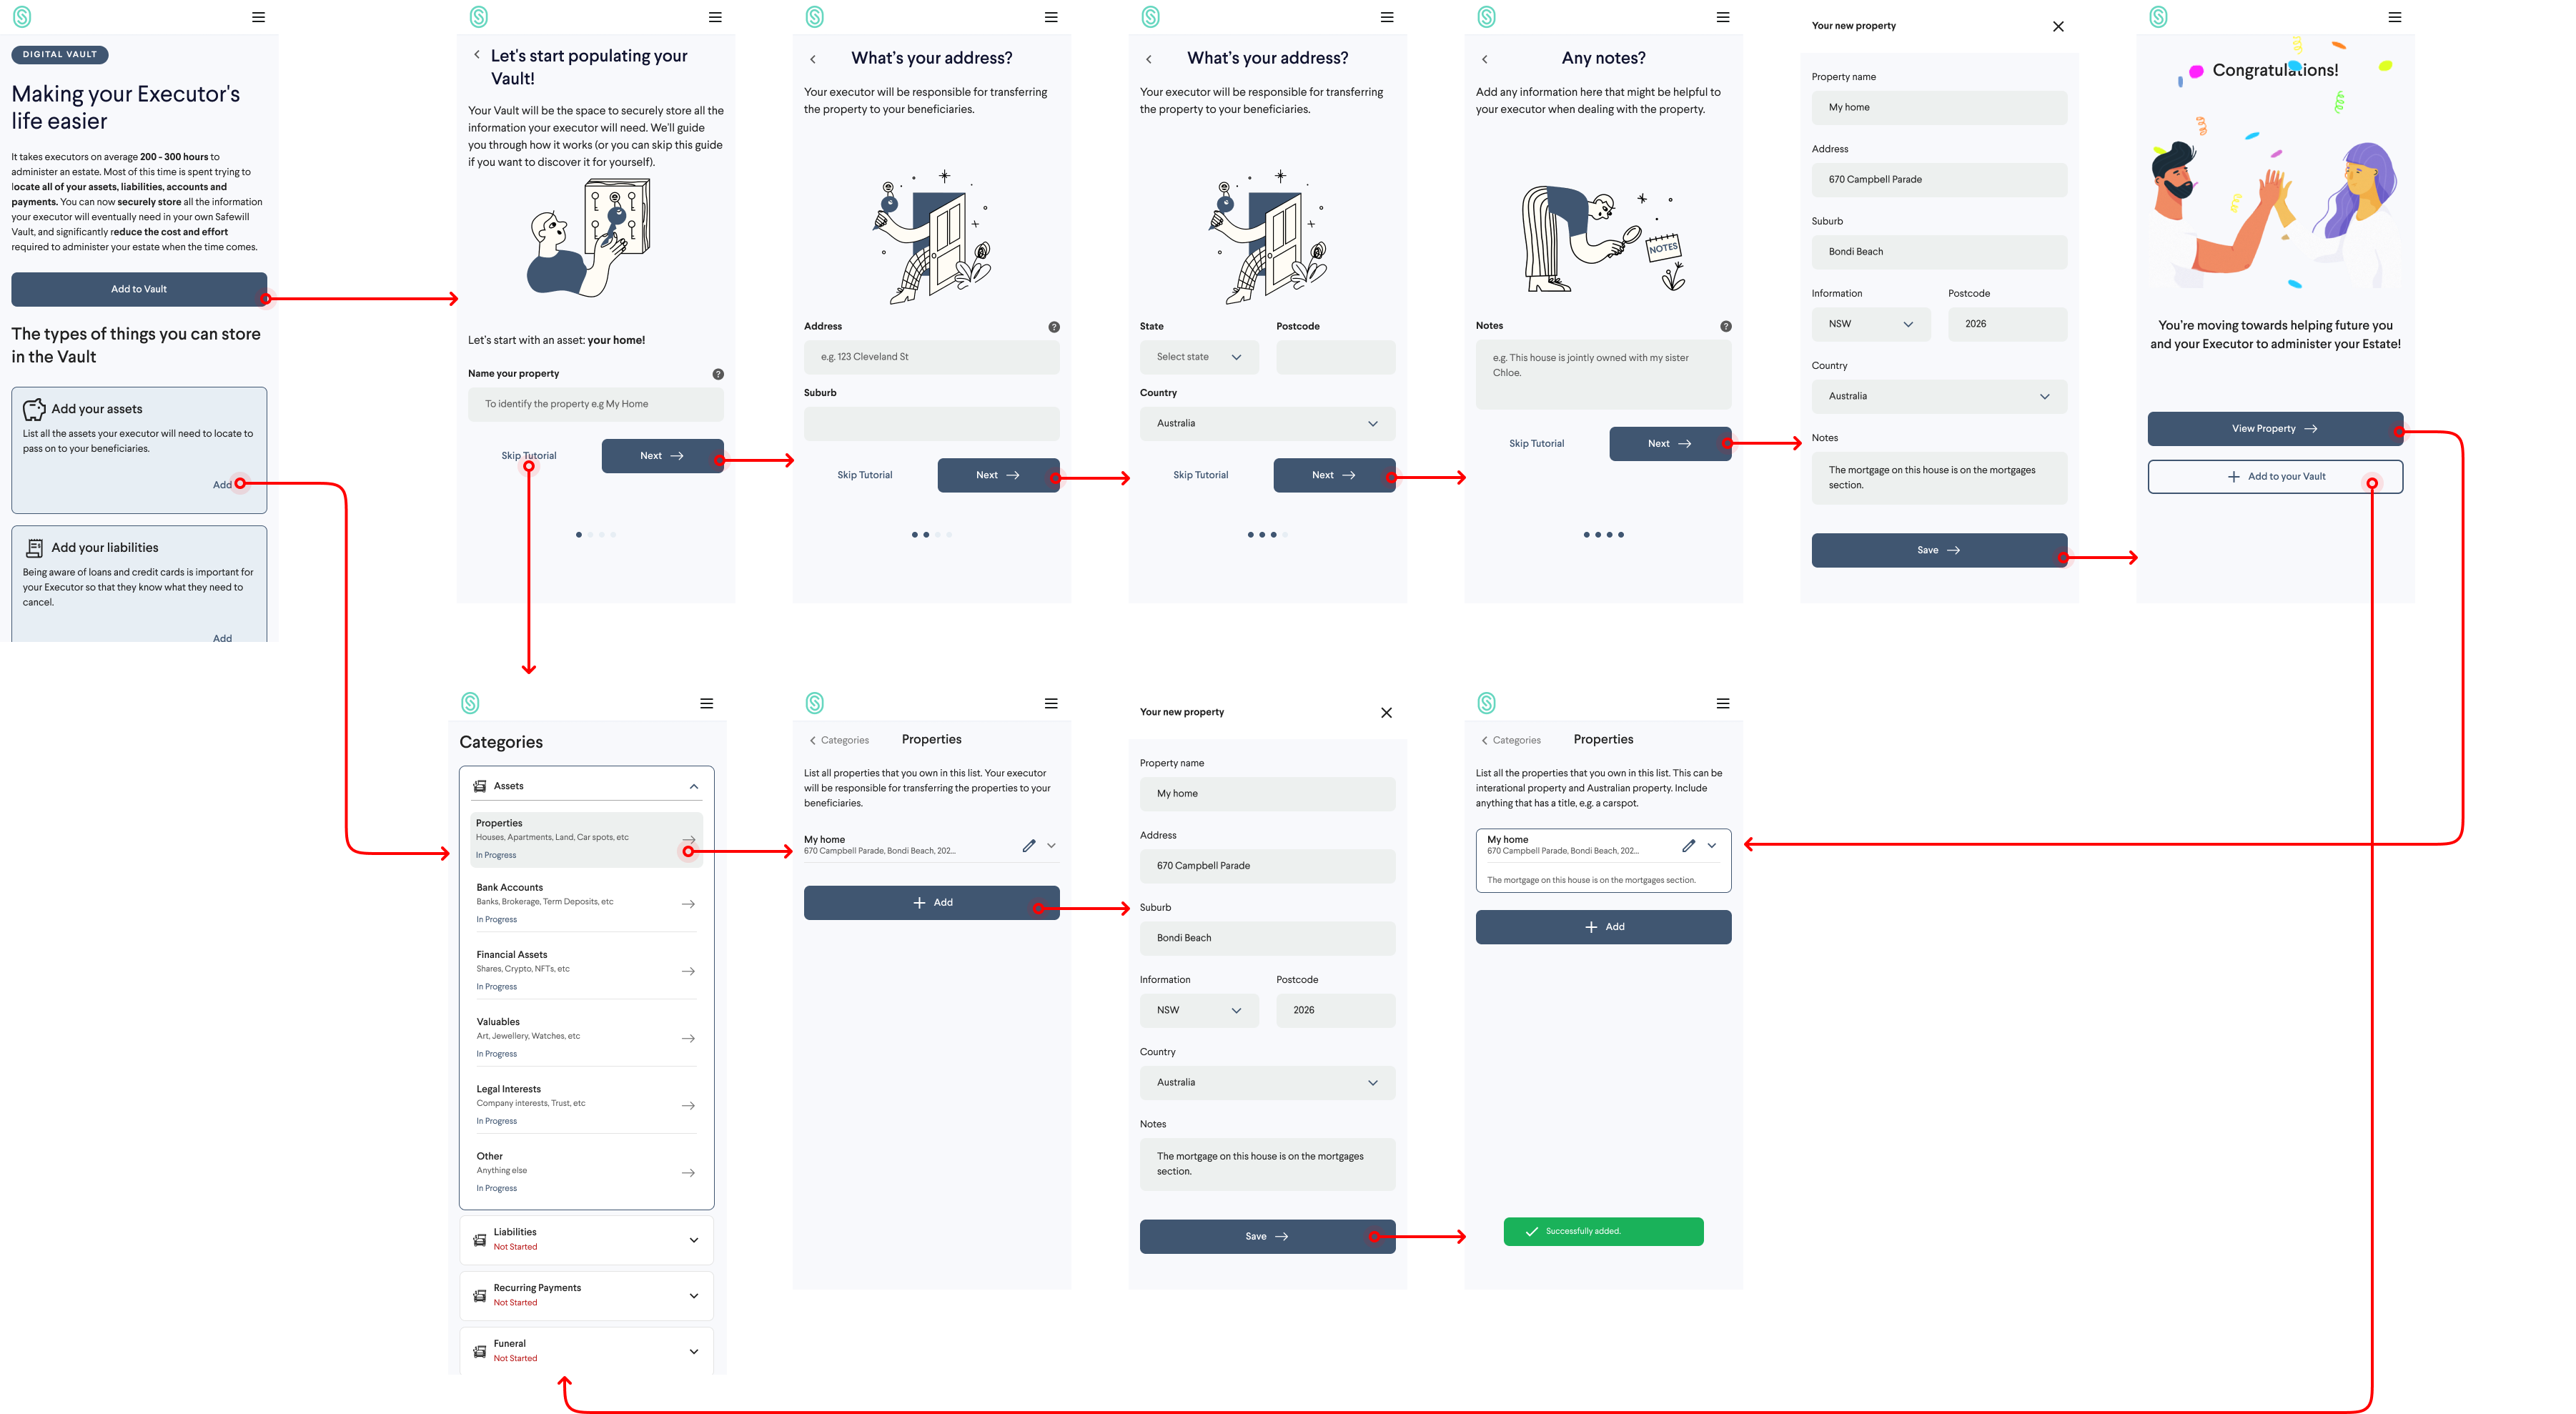 DIGITAL VAULT
Making your Executor's
life easier
It takes executors on average 200 - 300 hours to
administer an estate. Most of this time is spent trying to
locate all of your assets, liabilities, accounts and
payments. You can now securely store all the information
your executor will eventually need in your own Safewill
Vault, and significantly reduce the cost and effort
required to administer your estate when the time comes.
Add to Vault
The types of things you can store
in the Vault
Add your assets
List all the assets your executor will need to locate to
pass on to your beneficiaries.
Add
Add your liabilities
Being aware of loans and credit cards is important for
your Executor so that they know what they need to
cancel.
Add
Let's start populating your
Vault!
Your Vault will be the space to securely store all the
information your executor will need. We'll guide
you through how it works (or you can skip this guide
if you want to discover it for yourself).
Let's start with an asset: your home!
Name your property
?
To identify the property e.g My Home
Skip Tutorial
Next
What's your address?
Your executor will be responsible for transferring
the property to your beneficiaries.
Address
?
e.g. 123 Cleveland St
Suburb
Skip Tutorial
Next
What's your address?
Your executor will be responsible for transferring
the property to your beneficiaries.
State
Postcode
Select state
Country
Australia
Skip Tutorial
Next
Any notes?
Add any information here that might be helpful to
your executor when dealing with the property.
NOTES
Notes
?
e.g. This house is jointly owned with my sister
Chloe.
Skip Tutorial
Next
Your new property
Property name
My home
Address
670 Campbell Parade
Suburb
Bondi Beach
Information
Postcode
NSW
2026
Country
Australia
Notes
The mortgage on this house is on the mortgages
section.
Save
Congratulations!
You're moving towards helping future you
and your Executor to administer your Estate!
View Property
Add to your Vault
Categories
Assets
Properties
Houses, Apartments, Land, Car spots, etc
In Progress
Bank Accounts
Banks, Brokerage, Term Deposits, etc
In Progress
Financial Assets
Shares, Crypto, NFTs, etc
In Progress
Valuables
Art, Jewellery, Watches, etc
In Progress
Legal Interests
Company interests, Trust, etc
In Progress
Other
Anything else
In Progress
Liabilities
Not Started
Recurring Payments
Not Started
Funeral
Not Started
Categories
Properties
List all properties that you own in this list. Your executor
will be responsible for transferring the properties to your
beneficiaries.
My home
670 Campbell Parade, Bondi Beach, 202...
Add
Your new property
Property name
My home
Address
670 Campbell Parade
Suburb
Bondi Beach
Information
Postcode
NSW
2026
Country
Australia
Notes
The mortgage on this house is on the mortgages
section.
Save
Categories
Properties
List all the properties that you own in this list. This can be
interational property and Australian property. Include
anything that has a title, e.g. a carspot.
My home
670 Campbell Parade, Bondi Beach, 202...
The mortgage on this house is on the mortgages section.
Add
Successfully added.